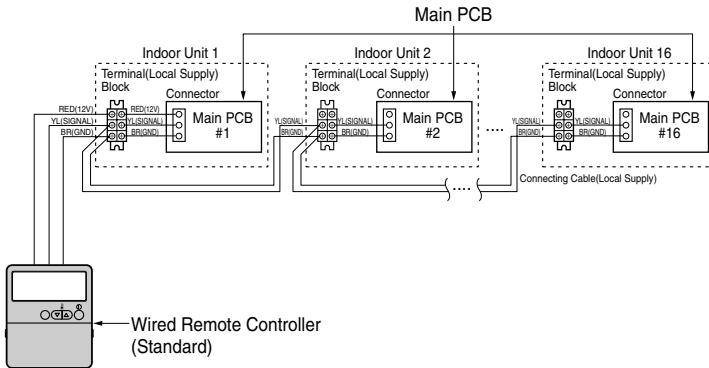 Main PCB
Indoor Unit 1
Indoor Unit 2
Indoor Unit 16
Terminal(Local Supply)
Block
Terminal(Local Supply)
Block
Terminal(Local Supply)
Block
Connector
Connector
Connector
RED(12V)
YL(SIGNAL)
BR(GND)
RED(12V)
YL(SIGNAL)
BR(GND)
Main PCB
#1
YL(SIGNAL)
BR(GND)
YL(SIGNAL)
BR(GND)
Main PCB
#2
....
YL(SIGNAL)
BR(GND)
YL(SIGNAL)
BR(GND)
Main PCB
#16
....
Connecting Cable(Local Supply)
Wired Remote Controller
(Standard)